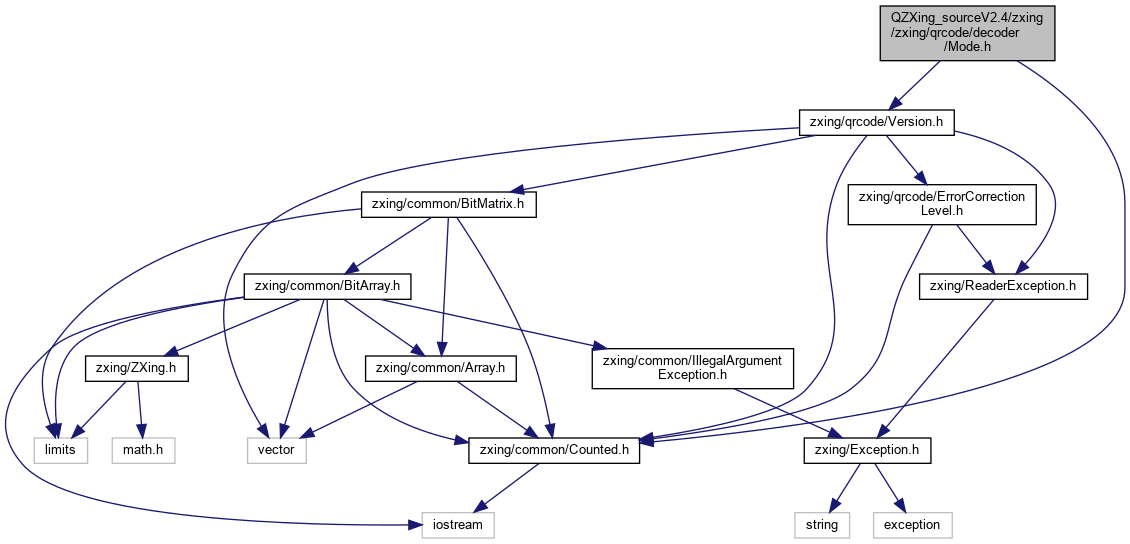 QZXing_sourceV2.4/zxing
/zxing/qrcode/decoder
/Mode.h
zxing/qrcode/Version.h
zxing/common/BitMatrix.h
zxing/qrcode/ErrorCorrection
Level.h
zxing/common/BitArray.h
zxing/ReaderException.h
zxing/ZXing.h
zxing/common/Array.h
zxing/common/IllegalArgument
Exception.h
limits
math.h
vector
zxing/common/Counted.h
zxing/Exception.h
iostream
string
exception